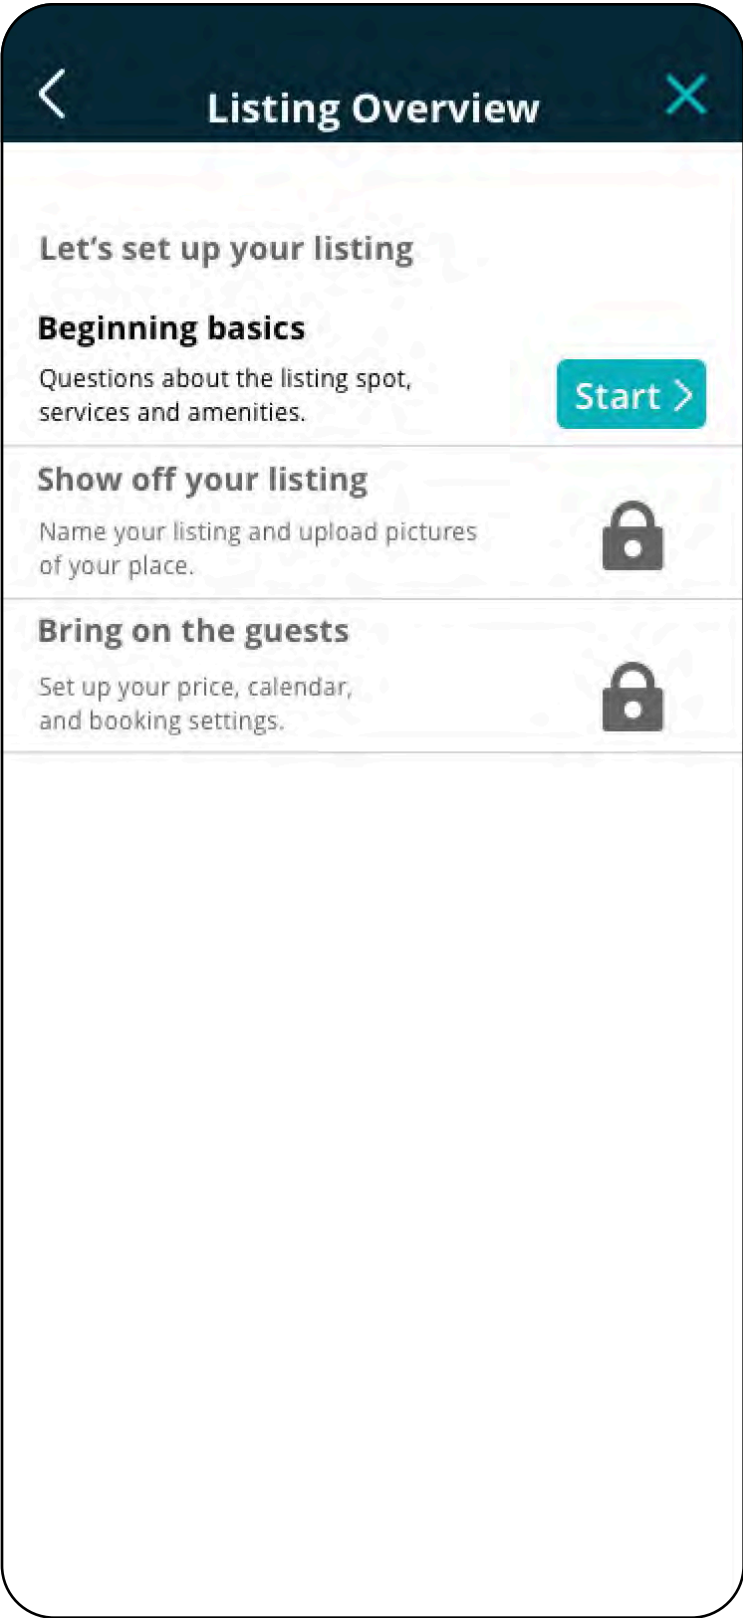 Listing Overview
Let's set up your listing
Beginning basics
Questions about the listing spot,
services and amenities.
Start
Show off your listing
Name your listing and upload pictures
of your place.
Bring on the guests
Set up your price, calendar,
and booking settings.